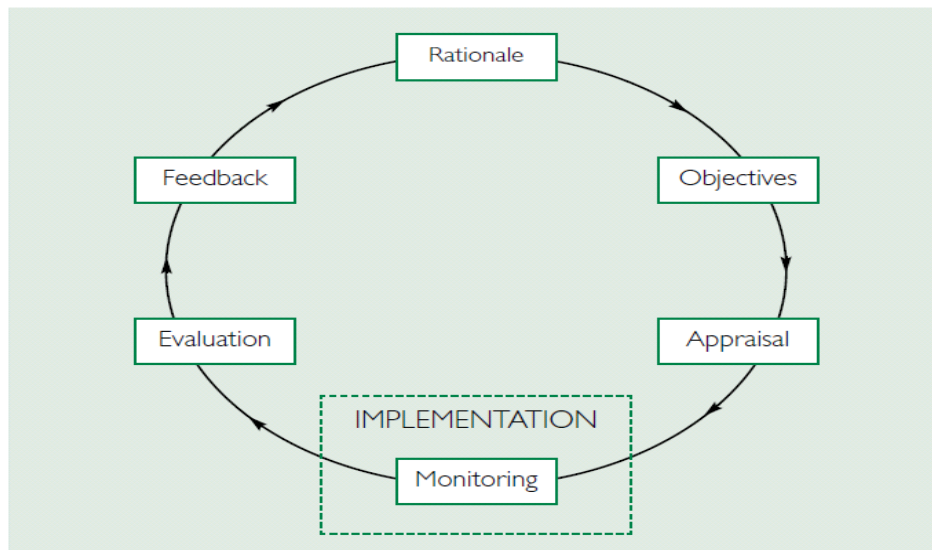 Rationale
Feedback
Objectives
Evaluation
Appraisal
IMPLEMENTATION
Monitoring